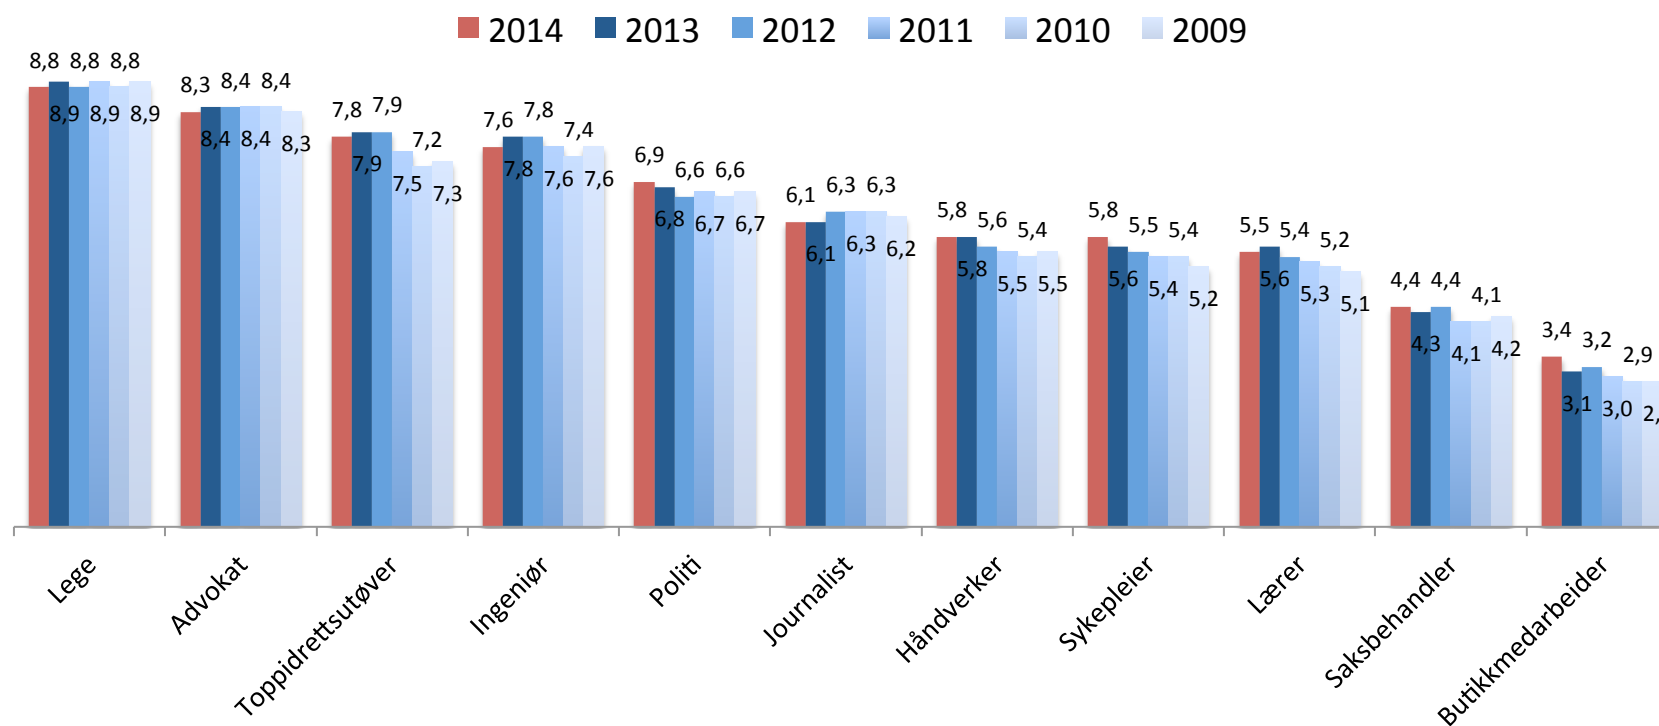 2014 2013 2012 2011 2010 2009
8,8 8,9 8,8 8,9 8,8 8,9
8,3 8,4 8,4 8,4 8,4 8,3
7,8 7,9 7,9 7,5 7,2 7,3
7,6 7,8 7,8 7,6 7,4 7,6
6,9 6,8 6,6 6,7 6,6 6,7
6,1 6,1 6,3 6,3 6,3 6,2
5,8 5,8 5,6 5,5 5,4 5,5
5,8 5,6 5,5 5,4 5,4 5,2
5,5 5,6 5,4 5,3 5,2 5,1
4,4 4,3 4,4 4,1 4,1 4,2
3,4 3,1 3,2 3,0 2,9
Lege
Advokat
Toppidrettsutøver
Ingeniør
Politi
Journalist
Håndverker
Sykepleier
Lærer
Saksbehandler
Butikkmedarbeider